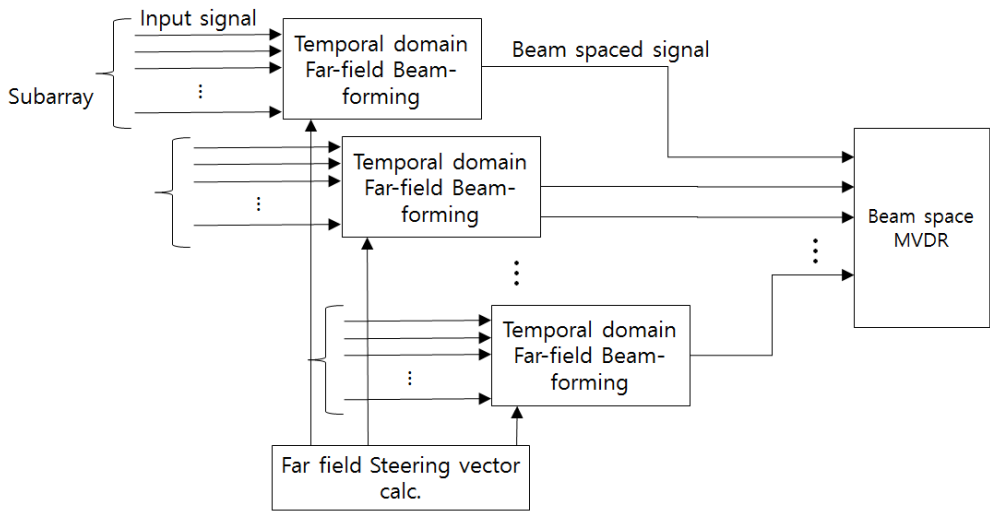 Input signal
Temporal domain
Far-field Beam-
forming
Beam spaced signal
Subarray
Temporal domain
Far-field Beam-
forming
Beam space
MVDR
Temporal domain
Far-field Beam-
forming
Far field Steering vector
calc.